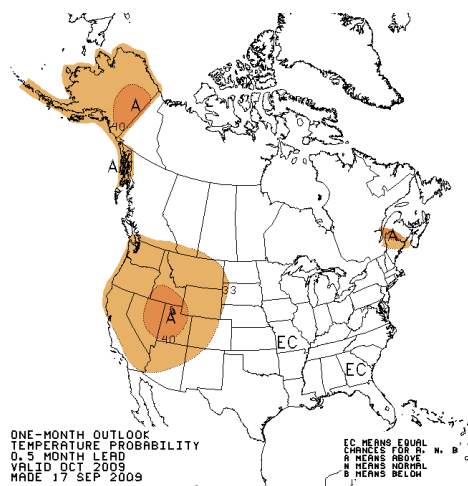 A
40
A
A
33
A
40
EC
EC
ONE-MONTH OUTLOOK
TEMPERATURE PROBABILITY
0.5 MONTH LEAD
VALID OCT 2009
MADE 17 SEP 2009
EC MEANS EQUAL
CHANCES FOR A, N, B
A MEANS ABOVE
N MEANS NORMAL
B MEANS BELOW